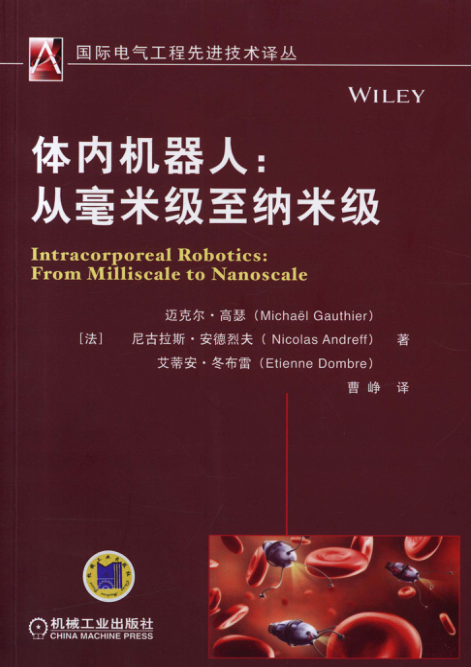 国际电气工程先进技术译丛
WILEY
体内机器人：
从毫米级至纳米级
Intracorporeal Robotics:
From Milliscale to Nanoscale
迈克尔·高瑟（Michaël Gauthier）
［法］ 尼古拉斯·安德烈夫（ Nicolas Andreff） 著
艾蒂安·冬布雷（Etienne Dombre）
曹 峥 译
机械工业出版社
CHINA MACHINE PRESS